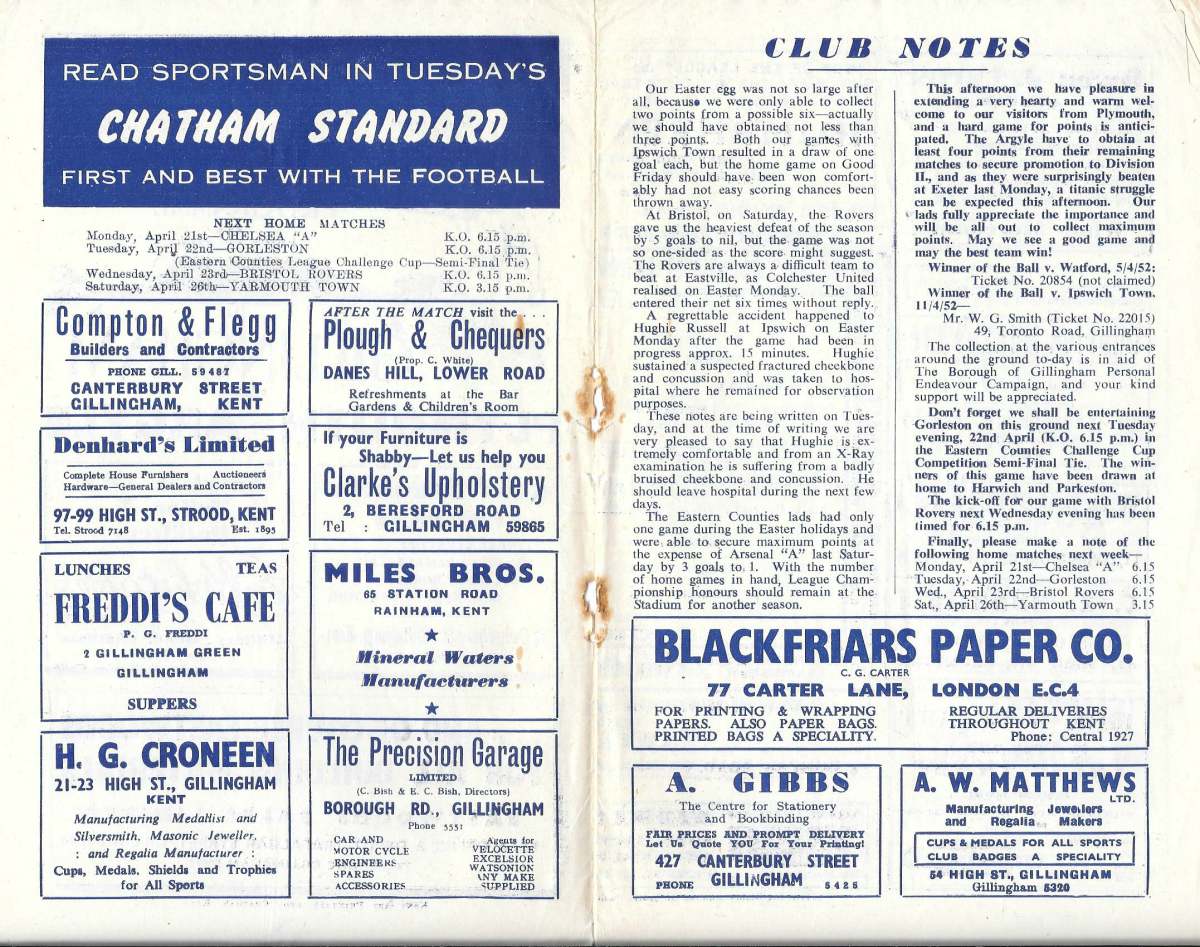 READ SPORTSMAN IN TUESDAY'S
CHATHAM STANDARD
FIRST AND BEST WITH THE FOOTBALL
NEXT HOME MATCHES
Monday, April 21st—CHELSEA "A" K.O. 6.15 p.m.
Tuesday, April 22nd—GORLESTON K.O. 6.15 p.m.
(Eastern Counties League Challenge Cup—Semi-Final Tie)
Wednesday, April 23rd—BRISTOL ROVERS K.O. 6.15 p.m.
Saturday, April 26th—YARMOUTH TOWN K.O. 3.15 p.m.
Compton & Flegg
Builders and Contractors
PHONE GILL. 59487
CANTERBURY STREET
GILLINGHAM, KENT
AFTER THE MATCH visit the . . .
Plough & Chequers
(Prop. C. White)
DANES HILL, LOWER ROAD
Refreshments at the Bar
Gardens & Children's Room
Denhard's Limited
Complete House Furnishers Auctioneers
Hardware—General Dealers and Contractors
97-99 HIGH ST., STROOD, KENT
Tel. Strood 7148 Est. 1895
If your Furniture is
Shabby—Let us help you
Clarke's Upholstery
2, BERESFORD ROAD
Tel : GILLINGHAM 59865
LUNCHES TEAS
FREDDI'S CAFE
P. G. FREDDI
2 GILLINGHAM GREEN
GILLINGHAM
SUPPERS
MILES BROS.
65 STATION ROAD
RAINHAM, KENT
★
Mineral Waters
Manufacturers
★
H. G. CRONEEN
21-23 HIGH ST., GILLINGHAM
KENT
Manufacturing Medallist and
Silversmith, Masonic Jeweller,
: and Regalia Manufacturer :
Cups, Medals, Shields and Trophies
for All Sports
The Precision Garage
LIMITED
(C. Bish & E. C. Bish, Directors)
BOROUGH RD., GILLINGHAM
Phone 5551
CAR AND
MOTOR CYCLE
ENGINEERS
SPARES
ACCESSORIES
Agents for
VELOCETTE
EXCELSIOR
WATSONION
ANY MAKE
SUPPLIED
CLUB NOTES
Our Easter egg was not so large after
all, because we were only able to collect
two points from a possible six—actually
we should have obtained not less than
three points. Both our games with
Ipswich Town resulted in a draw of one
goal each, but the home game on Good
Friday should have been won comfort-
ably had not easy scoring chances been
thrown away.
At Bristol, on Saturday, the Rovers
gave us the heaviest defeat of the season
by 5 goals to nil, but the game was not
so one-sided as the score might suggest.
The Rovers are always a difficult team to
beat at Eastville, as Colchester United
realised on Easter Monday. The ball
entered their net six times without reply.
A regrettable accident happened to
Hughie Russell at Ipswich on Easter
Monday after the game had been in
progress approx. 15 minutes. Hughie
sustained a suspected fractured cheekbone
and concussion and was taken to hos-
pital where he remained for observation
purposes.
These notes are being written on Tues-
day, and at the time of writing we are
very pleased to say that Hughie is ex-
tremely comfortable and from an X-Ray
examination he is suffering from a badly
bruised cheekbone and concussion. He
should leave hospital during the next few
days.
The Eastern Counties lads had only
one game during the Easter holidays and
were able to secure maximum points at
the expense of Arsenal "A" last Satur-
day by 3 goals to 1. With the number
of home games in hand, League Cham-
pionship honours should remain at the
Stadium for another season.
This afternoon we have pleasure in
extending a very hearty and warm wel-
come to our visitors from Plymouth,
and a hard game for points is antici-
pated. The Argyle have to obtain at
least four points from their remaining
matches to secure promotion to Division
II., and as they were surprisingly beaten
at Exeter last Monday, a titanic struggle
can be expected this afternoon. Our
lads fully appreciate the importance and
will be all out to collect maximum
points. May we see a good game and
may the best team win!
Winner of the Ball v. Watford, 5/4/52:
Ticket No. 20854 (not claimed)
Winner of the Ball v. Ipswich Town.
11/4/52—
Mr. W. G. Smith (Ticket No. 22015)
49, Toronto Road, Gillingham
The collection at the various entrances
around the ground to-day is in aid of
The Borough of Gillingham Personal
Endeavour Campaign, and your kind
support will be appreciated.
Don't forget we shall be entertaining
Gorleston on this ground next Tuesday
evening, 22nd April (K.O. 6.15 p.m.) in
the Eastern Counties Challenge Cup
Competition Semi-Final Tie. The win-
ners of this game have been drawn at
home to Harwich and Parkeston.
The kick-off for our game with Bristol
Rovers next Wednesday evening has been
timed for 6.15 p.m.
Finally, please make a note of the
following home matches next week—
Monday, April 21st—Chelsea "A" 6.15
Tuesday, April 22nd—Gorleston 6.15
Wed., April 23rd—Bristol Rovers 6.15
Sat., April 26th—Yarmouth Town 3.15
BLACKFRIARS PAPER CO.
C. G. CARTER
77 CARTER LANE, LONDON E.C.4
FOR PRINTING & WRAPPING
PAPERS. ALSO PAPER BAGS.
PRINTED BAGS A SPECIALITY.
REGULAR DELIVERIES
THROUGHOUT KENT
Phone: Central 1927
A. GIBBS
The Centre for Stationery
and Bookbinding
FAIR PRICES AND PROMPT DELIVERY
Let Us Quote YOU For Your Printing!
427 CANTERBURY STREET
GILLINGHAM
PHONE 5425
A. W. MATTHEWS
LTD.
Manufacturing Jewellers
and Regalia Makers
CUPS & MEDALS FOR ALL SPORTS
CLUB BADGES A SPECIALITY
54 HIGH ST., GILLINGHAM
Gillingham 5320